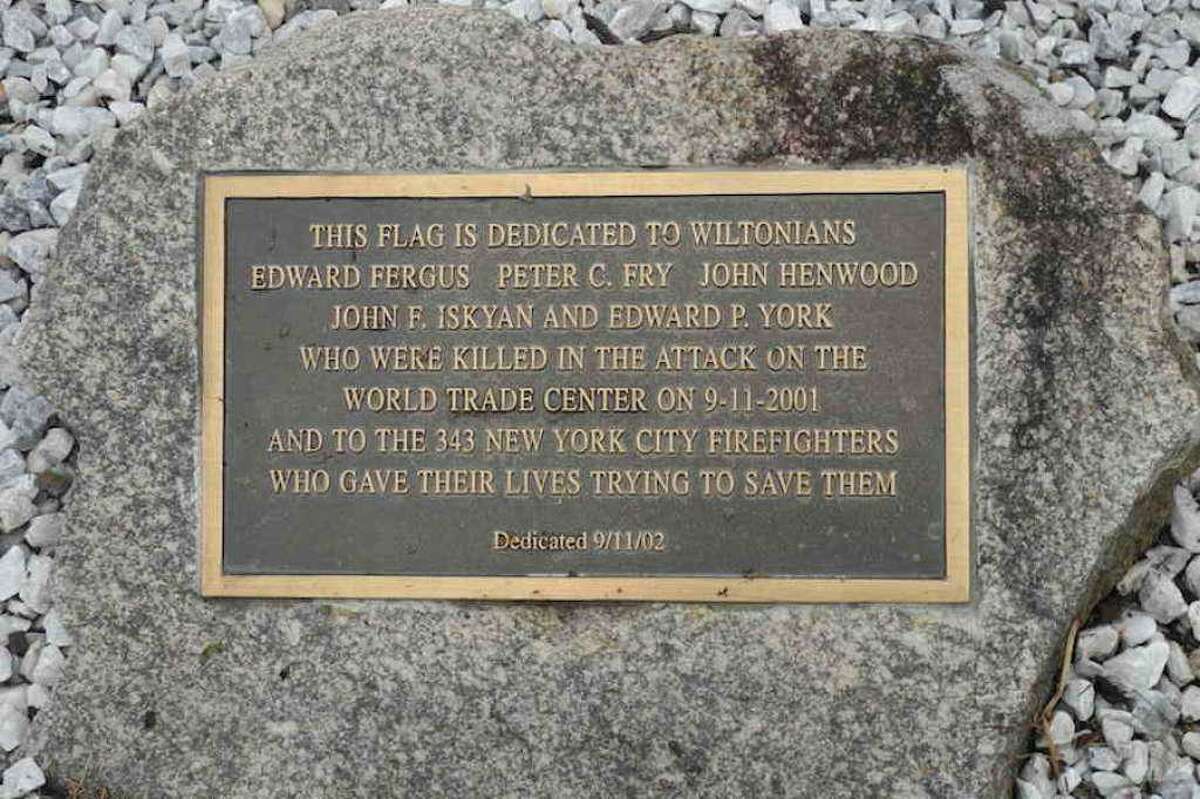 THIS FLAG IS DEDICATED TO WILTONIANS
EDWARD FERGUS PETER C. FRY JOHN HENWOOD
JOHN F. ISKYAN AND EDWARD P. YORK
WHO WERE KILLED IN THE ATTACK ON THE
WORLD TRADE CENTER ON 9-11-2001
AND TO THE 343 NEW YORK CITY FIREFIGHTERS
WHO GAVE THEIR LIVES TRYING TO SAVE THEM
Dedicated 9/11/02